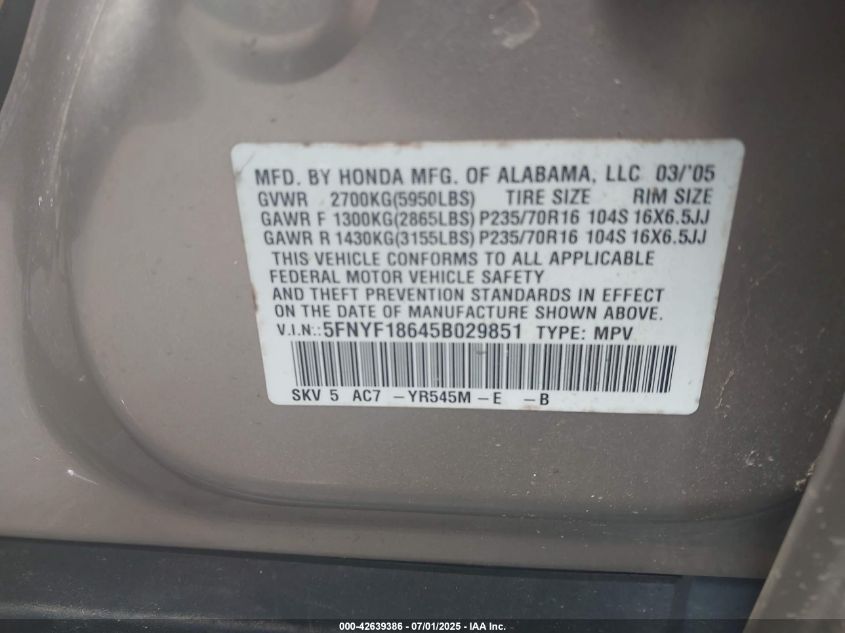 MFD. BY HONDA MFG. OF ALABAMA, LLC 03/'05
GVWR 2700KG(5950LBS) TIRE SIZE RIM SIZE
GAWR F 1300KG(2865LBS) P235/70R16 104S 16X6.5JJ
GAWR R 1430KG(3155LBS) P235/70R16 104S 16X6.5JJ
THIS VEHICLE CONFORMS TO ALL APPLICABLE
FEDERAL MOTOR VEHICLE SAFETY
AND THEFT PREVENTION STANDARDS IN EFFECT
ON THE DATE OF MANUFACTURE SHOWN ABOVE.
V.I.N.: 5FNYF18645B029851 TYPE: MPV
SKV 5 AC7 -YR545M-E -B
000-42639386 - 07/01/2025 - IAA Inc.